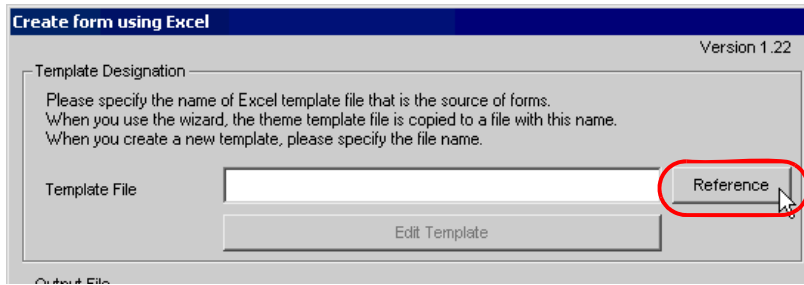 Create form using Excel
Version 1.22
Template Designation
Please specify the name of Excel template file that is the source of forms.
When you use the wizard, the theme template file is copied to a file with this name.
When you create a new template, please specify the file name.
Template File
Reference
Edit Template
Output File